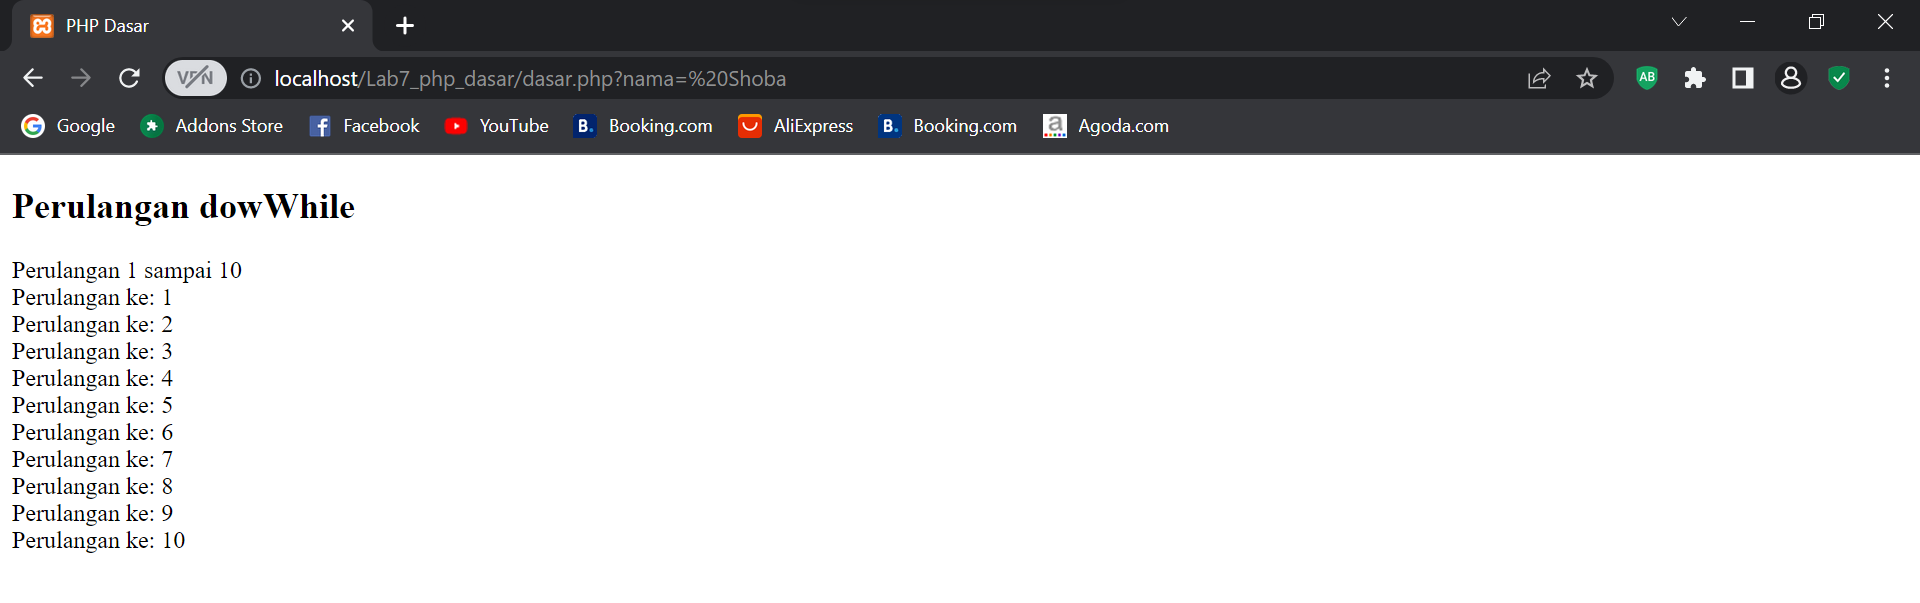 PHP Dasar
VPN localhost/Lab7_php_dasar/dasar.php?nama=%20Shoba AB
Google Addons Store Facebook YouTube B. Booking.com AliExpress B. Booking.com a Agoda.com
Perulangan dowWhile
Perulangan 1 sampai 10
Perulangan ke: 1
Perulangan ke: 2
Perulangan ke: 3
Perulangan ke: 4
Perulangan ke: 5
Perulangan ke: 6
Perulangan ke: 7
Perulangan ke: 8
Perulangan ke: 9
Perulangan ke: 10